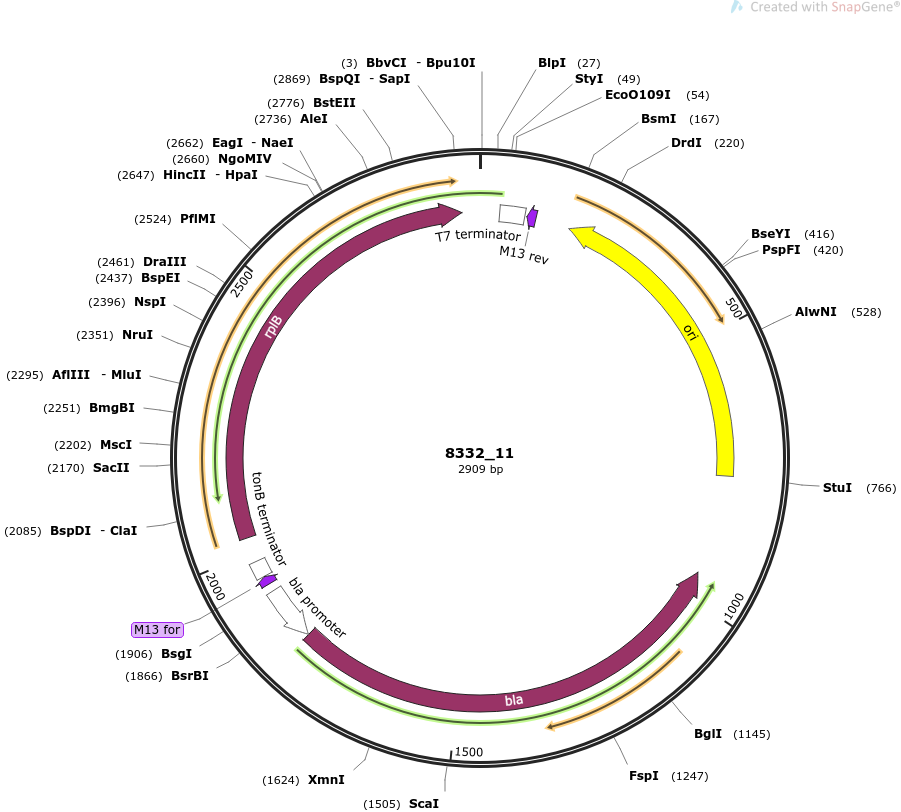 Created with SnapGene®
(3) BbvCI - Bpu10I
(2869) BspQI - SapI
(2776) BstEII
(2736) AleI
(2662) EagI - NaeI
(2660) NgoMIV
(2647) HincII - HpaI
(2524) PflMI
(2461) DraIII
(2437) BspEI
(2396) NspI
(2351) NruI
(2295) AflIII - MluI
(2251) BmgBI
(2202) MscI
(2170) SacII
(2085) BspDI - ClaI
M13 for
(1906) BsgI
(1866) BsrBI
(1624) XmnI
(1505) ScaI
BlpI (27)
StyI (49)
EcoO109I (54)
BsmI (167)
DrdI (220)
BseYI (416)
PspFI (420)
AlwNI (528)
StuI (766)
BglI (1145)
FspI (1247)
T7 terminator
M13 rev
ori
rplB
tonB terminator
bla promoter
bla
500
1000
1500
2000
2500
8332_11
2909 bp